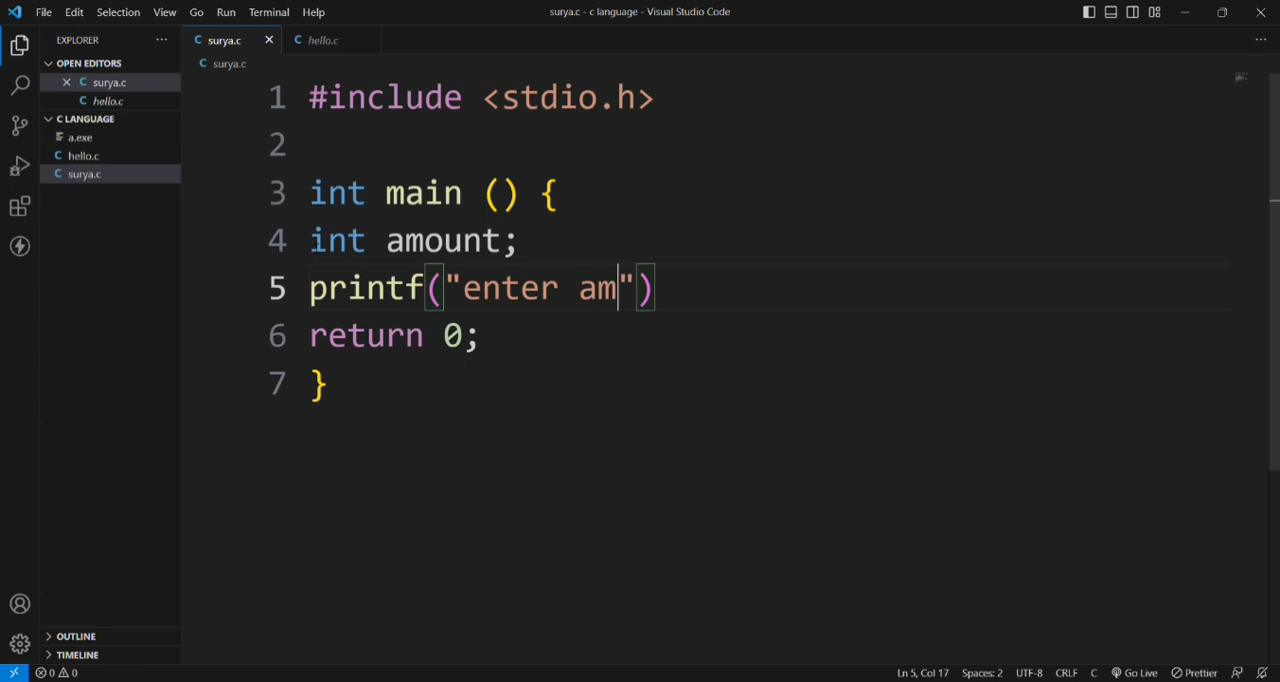 File Edit Selection View Go Run Terminal Help
surya.c - c language - Visual Studio Code
EXPLORER
OPEN EDITORS
surya.c
hello.c
C LANGUAGE
a.exe
hello.c
surya.c
OUTLINE
TIMELINE
surya.c hello.c
surya.c
1 #include <stdio.h>
2
3 int main () {
4 int amount;
5 printf("enter am")
6 return 0;
7 }
0 0 Ln 5, Col 17 Spaces: 2 UTF-8 CRLF C Go Live Prettier